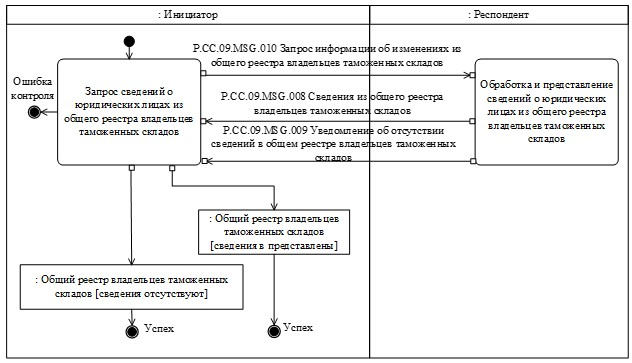 : Инициатор
: Респондент
P.CC.09.MSG.010 Запрос информации об изменениях из
общего реестра владельцев таможенных складов
Ошибка
контроля
Запрос сведений о
юридических лицах из
общего реестра владельцев
таможенных складов
P.CC.09.MSG.008 Сведения из общего реестра
владельцев таможенных складов
P.CC.09.MSG.009 Уведомление об отсутствии
сведений в общем реестре владельцев таможенных
складов
Обработка и представление
сведений о юридических
лицах из общего реестра
владельцев таможенных
складов
: Общий реестр владельцев
таможенных складов
[сведения в представлены]
: Общий реестр владельцев таможенных
складов [сведения отсутствуют]
Успех
Успех